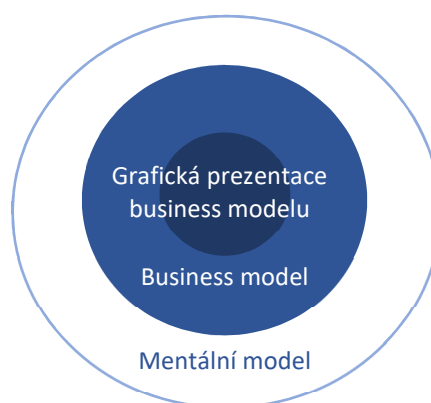 Grafická prezentace
business modelu
Business model
Mentální model